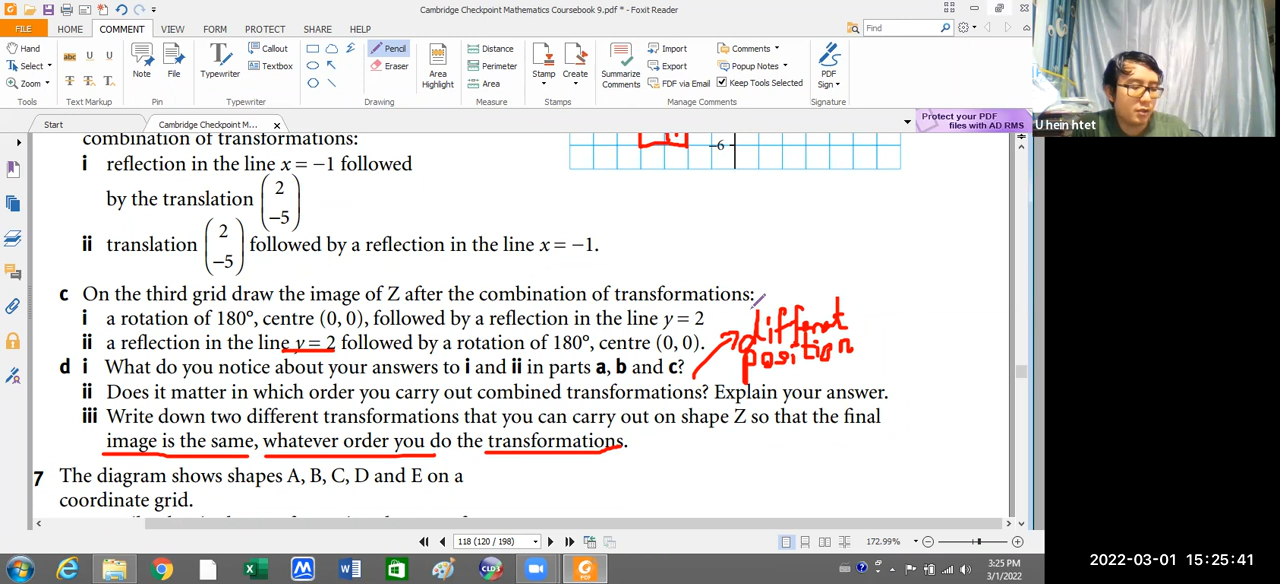 Cambridge Checkpoint Mathematics Coursebook 9.pdf * - Foxit Reader
FILE HOME COMMENT VIEW FORM PROTECT SHARE HELP
Find
Hand
Select
Zoom
Tools
Text Markup
Note
File
Pin
Typewriter
Callout
Textbox
Typewriter
Pencil
Eraser
Drawing
Area Highlight
Distance
Perimeter
Area
Measure
Stamp
Create
Stamps
Summarize Comments
Import
Export
FDF via Email
Comments
Popup Notes
Keep Tools Selected
Manage Comments
PDF Sign
Signature
Start
Cambridge Checkpoint M...
Protect your PDF
files with AD RMS
U hein htet
combination of transformations:
i reflection in the line x = −1 followed
by the translation (2 −5)
ii translation (2 −5) followed by a reflection in the line x = −1.
−6
c On the third grid draw the image of Z after the combination of transformations:
i a rotation of 180°, centre (0, 0), followed by a reflection in the line y = 2
ii a reflection in the line y = 2 followed by a rotation of 180°, centre (0, 0).
different
position
d i What do you notice about your answers to i and ii in parts a, b and c?
ii Does it matter in which order you carry out combined transformations? Explain your answer.
iii Write down two different transformations that you can carry out on shape Z so that the final
image is the same, whatever order you do the transformations.
7 The diagram shows shapes A, B, C, D and E on a
coordinate grid.
118 (120 / 198)
172.99%
3:25 PM
3/1/2022
2022-03-01 15:25:41